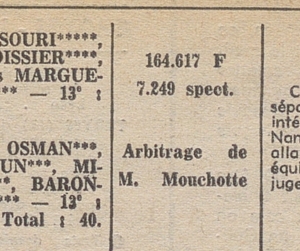 SOURI*****,
OISSIER****,
MARGUE-
** — 13e :
OSMAN***,
UN***, MI-
**, BARON-
*** — 13e :
Total : 40.
164.617 F
7.249 spect.
Arbitrage de
M. Mouchotte
C
sépa
inté
Nan
alla
équi
juge